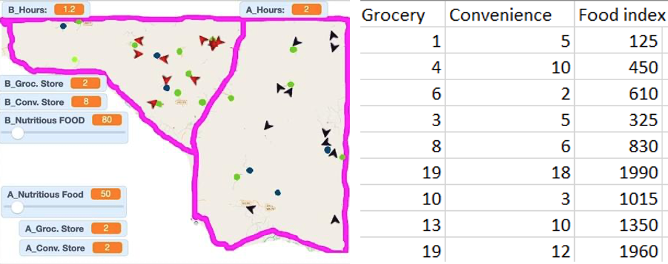 B_Hours: 1.2
A_Hours: 2
B_Groc. Store 2
B_Conv. Store 8
B_Nutritious FOOD 80
A_Nutritious Food 50
A_Groc. Store 2
A_Conv. Store 2
Grocery Convenience Food index
1 5 125
4 10 450
6 2 610
3 5 325
8 6 830
19 18 1990
10 3 1015
13 10 1350
19 12 1960